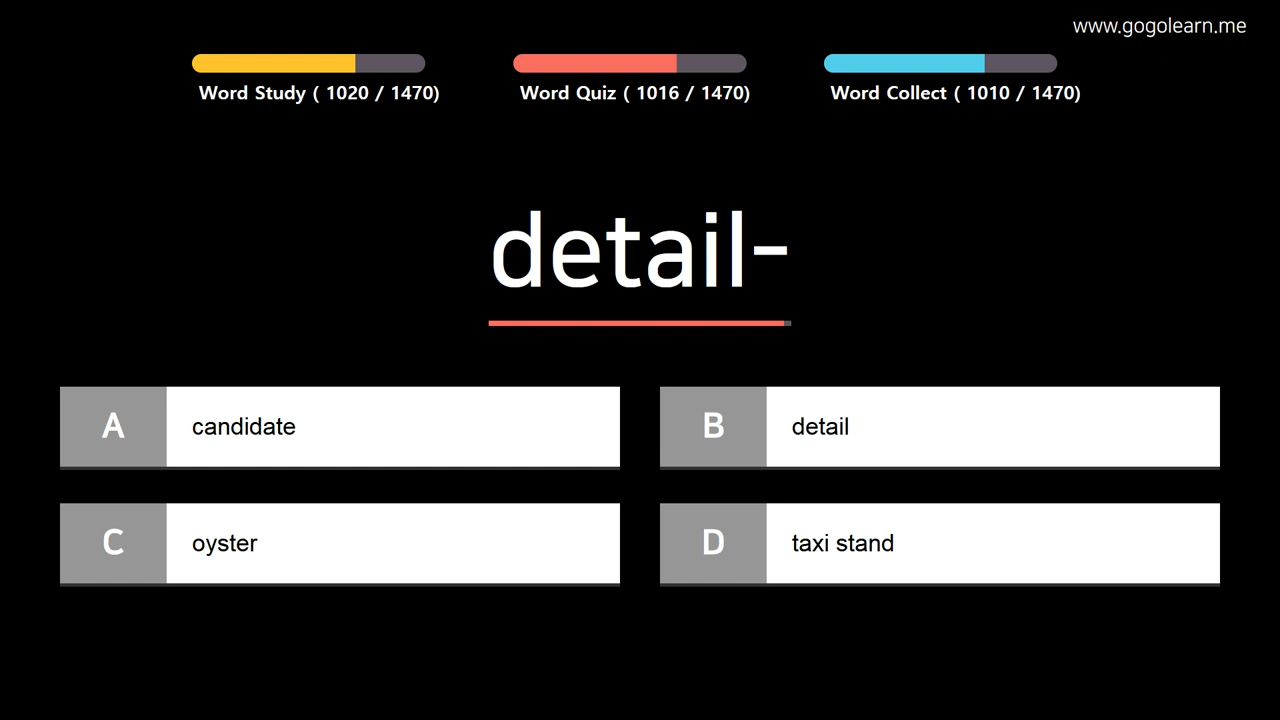 www.gogolearn.me
Word Study ( 1020 / 1470)
Word Quiz ( 1016 / 1470)
Word Collect ( 1010 / 1470)
detail-
A candidate
B detail
C oyster
D taxi stand